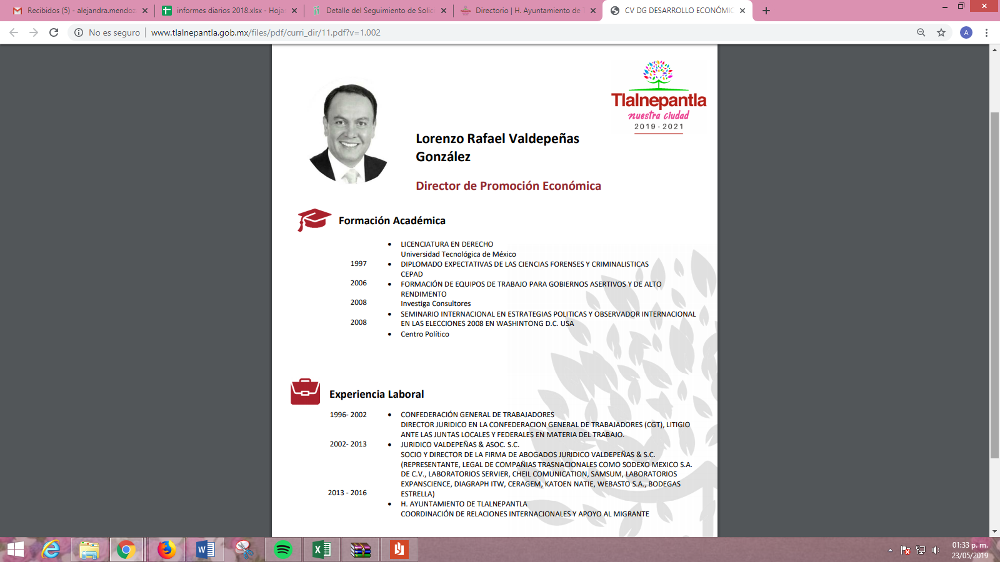 Recibidos (5) - alejandra.mendoz
informes diarios 2018.xlsx - Hoja
Detalle del Seguimiento de Solic
Directorio | H. Ayuntamiento de T
CV DG DESARROLLO ECONÓMIC
No es seguro
www.tlalnepantla.gob.mx/files/pdf/curri_dir/11.pdf?v=1.002
A
Tlalnepantla
nuestra ciudad
2019 - 2021
Lorenzo Rafael Valdepeñas
González
Director de Promoción Económica
Formación Académica
• LICENCIATURA EN DERECHO
Universidad Tecnológica de México
1997 • DIPLOMADO EXPECTATIVAS DE LAS CIENCIAS FORENSES Y CRIMINALISTICAS
CEPAD
2006 • FORMACIÓN DE EQUIPOS DE TRABAJO PARA GOBIERNOS ASERTIVOS Y DE ALTO
RENDIMIENTO
2008 Investiga Consultores
• SEMINARIO INTERNACIONAL EN ESTRATEGIAS POLITICAS Y OBSERVADOR INTERNACIONAL
2008 EN LAS ELECCIONES 2008 EN WASHINTONG D.C. USA
• Centro Político
Experiencia Laboral
1996- 2002 • CONFEDERACIÓN GENERAL DE TRABAJADORES
DIRECTOR JURIDICO EN LA CONFEDERACION GENERAL DE TRABAJADORES (CGT), LITIGIO
ANTE LAS JUNTAS LOCALES Y FEDERALES EN MATERIA DEL TRABAJO.
2002- 2013 • JURIDICO VALDEPEÑAS & ASOC. S.C.
SOCIO Y DIRECTOR DE LA FIRMA DE ABOGADOS JURIDICO VALDEPEÑAS & S.C.
(REPRESENTANTE, LEGAL DE COMPAÑIAS TRASNACIONALES COMO SODEXO MEXICO S.A.
DE C.V., LABORATORIOS SERVIER, CHEIL COMUNICATION, SAMSUM, LABORATORIOS
EXPANSCIENCE, DIAGRAPH ITW, CERAGEM, KATOEN NATIE, WEBASTO S.A., BODEGAS
2013 - 2016 ESTRELLA)
• H. AYUNTAMIENTO DE TLALNEPANTLA
COORDINACIÓN DE RELACIONES INTERNACIONALES Y APOYO AL MIGRANTE
01:33 p. m.
23/05/2019